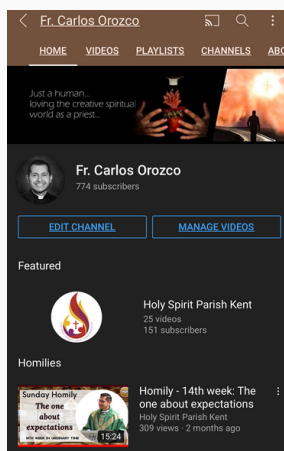 Fr. Carlos Orozco
HOME VIDEOS PLAYLISTS CHANNELS ABO
Just a human...
loving the creative spiritual
world as a priest...
Fr. Carlos Orozco
774 subscribers
EDIT CHANNEL MANAGE VIDEOS
Featured
Holy Spirit Parish Kent
25 videos
151 subscribers
Homilies
Sunday Homily
The one
about
expectations
15:24
Homily - 14th week: The
one about expectations
Holy Spirit Parish Kent
309 views · 2 months ago